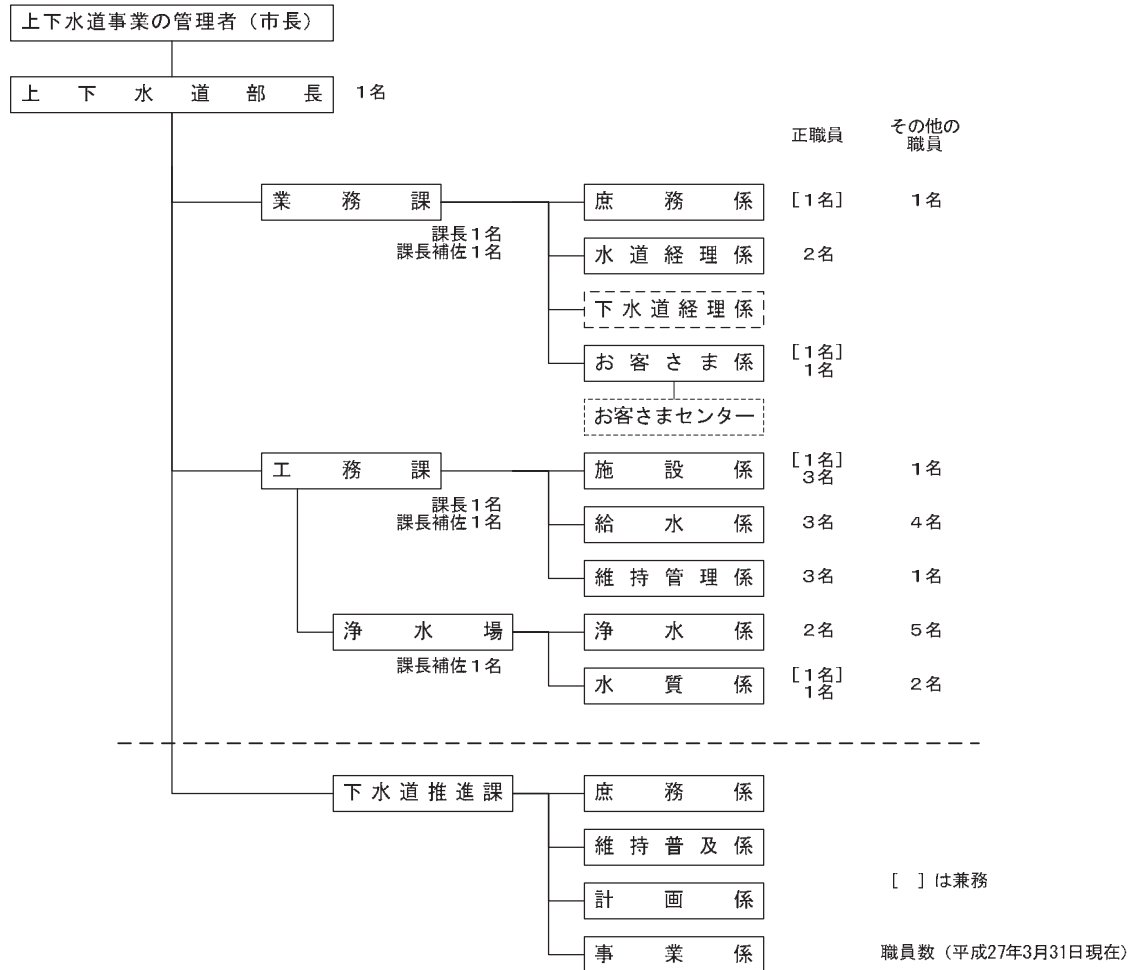 上下水道事業の管理者（市長）
上下水道部長 1名
正職員 その他の職員
業務課
課長1名
課長補佐1名
庶務係 [1名] 1名
水道経理係 2名
下水道経理係
お客さま係 [1名] 1名
お客さまセンター
工務課
課長1名
課長補佐1名
施設係 [1名] 3名 1名
給水係 3名 4名
維持管理係 3名 1名
浄水場
課長補佐1名
浄水係 2名 5名
水質係 [1名] 1名 2名
下水道推進課
庶務係
維持普及係
計画係
事業係
[ ]は兼務
職員数（平成27年3月31日現在）